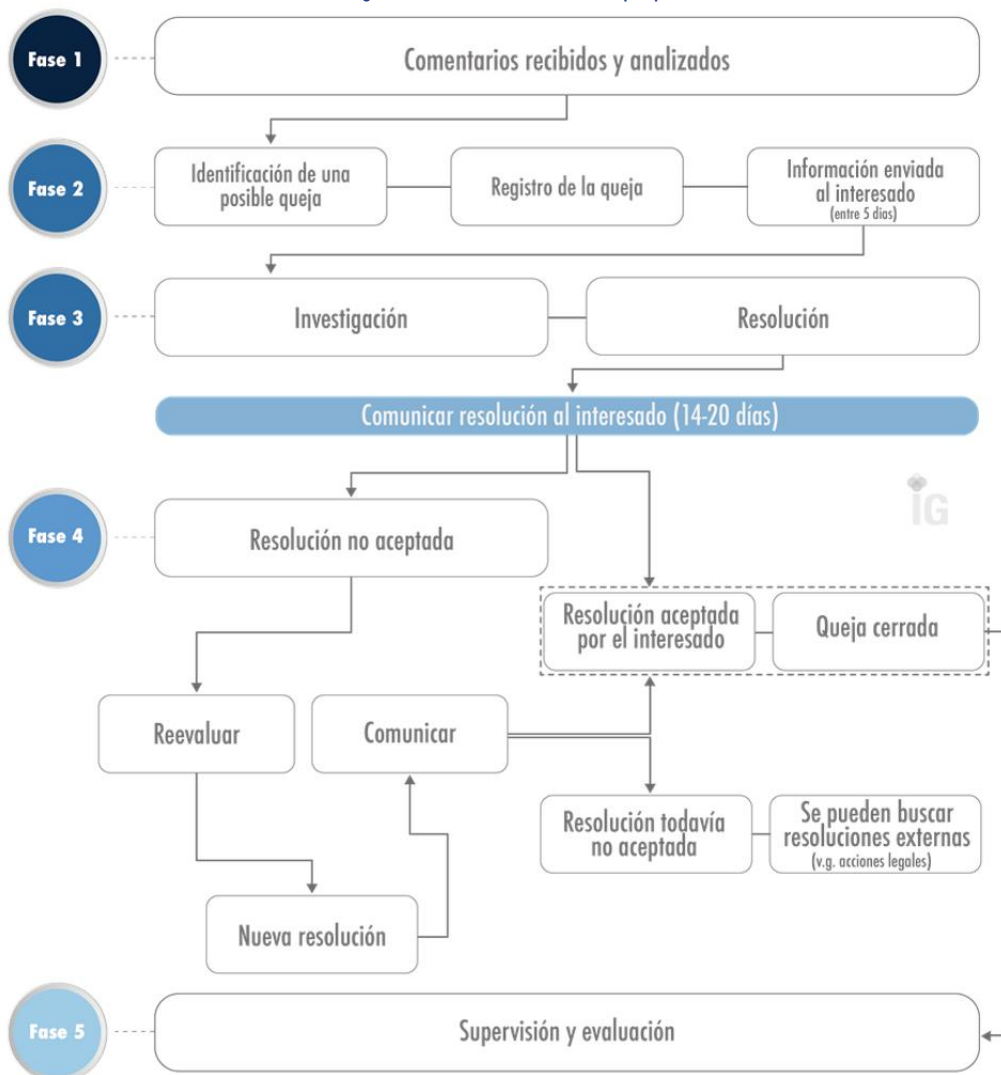 Fase 1
Comentarios recibidos y analizados
Fase 2
Identificación de una
posible queja
Registro de la queja
Información enviada
al interesado
(entre 5 días)
Fase 3
Investigación
Resolución
Comunicar resolución al interesado (14-20 días)
iG
Fase 4
Resolución no aceptada
Resolución aceptada
por el interesado
Queja cerrada
Reevaluar
Comunicar
Resolución todavía
no aceptada
Se pueden buscar
resoluciones externas
(v.g. acciones legales)
Nueva resolución
Fase 5
Supervisión y evaluación